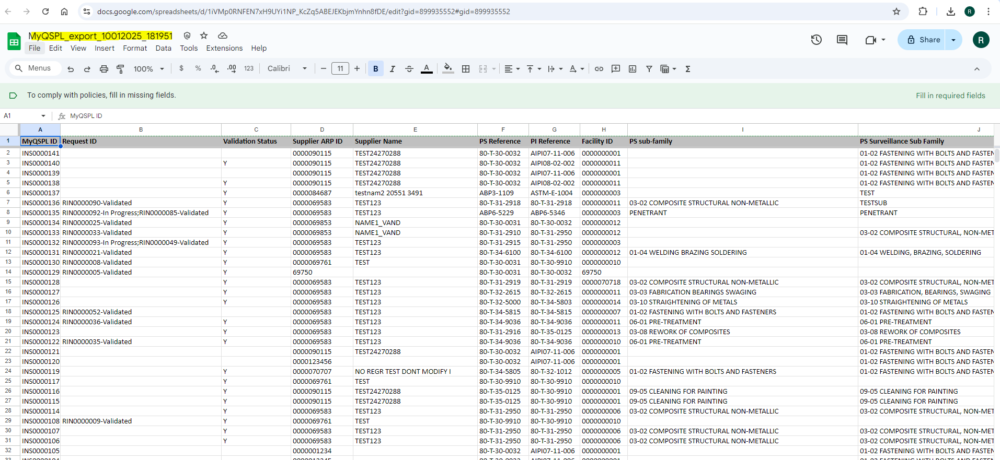 docs.google.com/spreadsheets/d/1iVMp0RNFEN7xH9UYi1NP_KcZq5ABEJEKbjmYnhn8fDE/edit?gid=899935552#gid=899935552 R
MyQSPL_export_10012025_181951
File Edit View Insert Format Data Tools Extensions Help Share R
Menus 100% $ % .0 .00 123 Calibri - 11 + B I S A A Σ
To comply with policies, fill in missing fields. Fill in required fields
A1 fx MyQSPL ID
A B C D E F G H I J
1 MyQSPL ID Request ID Validation Status Supplier ARP ID Supplier Name PS Reference PI Reference Facility ID PS sub-family PS Surveillance Sub Family
2 INS0000141 0000090115 TEST24270288 80-T-30-0032 AIPI07-11-006 0000000001 01-02 FASTENING WITH BOLTS AND FASTEN
3 INS0000140 Y 0000090115 TEST24270288 80-T-30-0032 AIPI08-02-002 0000000011 01-02 FASTENING WITH BOLTS AND FASTEN
4 INS0000139 0000090115 TEST24270288 80-T-30-0032 AIPI07-11-006 0000000001 01-02 FASTENING WITH BOLTS AND FASTEN
5 INS0000138 Y 0000090115 TEST24270288 80-T-30-0032 AIPI08-02-002 0000000011 01-02 FASTENING WITH BOLTS AND FASTEN
6 INS0000137 Y 0000084687 testnam2 20551 3491 ABP3-1109 ASTM-E-1004 0000000003 TEST
7 INS0000136 RIN0000090-Validated Y 0000069583 TEST123 80-T-31-2918 80-T-31-2918 0000000011 03-02 COMPOSITE STRUCTURAL NON-METALLIC TESTSUB
8 INS0000135 RIN0000092-In Progress;RIN0000085-Validated Y 0000069583 TEST123 ABP6-5229 ABP6-5346 0000000003 PENETRANT PENETRANT
9 INS0000134 RIN0000025-Validated Y 0000069853 NAME1_VAND 80-T-30-0031 80-T-30-0032 0000000012
10 INS0000133 RIN0000033-Validated Y 0000069853 NAME1_VAND 80-T-31-2910 80-T-31-2950 0000000012 03-02 COMPOSITE STRUCTURAL, NON-MET
11 INS0000132 RIN0000093-In Progress;RIN0000049-Validated Y 0000069583 TEST123 80-T-31-2915 80-T-31-2950 0000000003
12 INS0000131 RIN0000021-Validated Y 0000069583 TEST123 80-T-34-6100 80-T-34-6100 0000000012 01-04 WELDING BRAZING SOLDERING 01-04 WELDING, BRAZING, SOLDERING
13 INS0000130 RIN0000008-Validated Y 0000069761 TEST 80-T-30-0031 80-T-30-9910 0000000010
14 INS0000129 RIN0000005-Validated Y 69750 80-T-30-0031 80-T-30-0032 69750
15 INS0000128 Y 0000069583 TEST123 80-T-31-2919 80-T-31-2919 0000070718 03-02 COMPOSITE STRUCTURAL NON-METALLIC 03-02 COMPOSITE STRUCTURAL, NON-MET
16 INS0000127 Y 0000069583 TEST123 80-T-32-2615 80-T-32-2615 0000000011 03-03 FABRICATION BEARINGS SWAGING 03-03 FABRICATION, BEARINGS, SWAGING
17 INS0000126 Y 0000069583 TEST123 80-T-32-5000 80-T-34-5803 0000000014 03-10 STRAIGHTENING OF METALS 03-10 STRAIGHTENING OF METALS
18 INS0000125 RIN0000052-Validated 0000069583 TEST123 80-T-34-5815 80-T-34-5815 0000000007 01-02 FASTENING WITH BOLTS AND FASTENERS 01-02 FASTENING WITH BOLTS AND FASTEN
19 INS0000124 RIN0000036-Validated Y 0000069583 TEST123 80-T-34-9036 80-T-34-9036 0000000011 06-01 PRE-TREATMENT 06-01 PRE-TREATMENT
20 INS0000123 Y 0000069583 TEST123 80-T-31-2916 80-T-35-0125 0000000013 03-08 REWORK OF COMPOSITES 03-08 REWORK OF COMPOSITES
21 INS0000122 RIN0000035-Validated Y 0000069583 TEST123 80-T-34-9036 80-T-34-9036 0000000010 06-01 PRE-TREATMENT 06-01 PRE-TREATMENT
22 INS0000121 0000090115 TEST24270288 80-T-30-0032 AIPI07-11-006 0000000001 01-02 FASTENING WITH BOLTS AND FASTEN
23 INS0000120 0000123456 80-T-30-0032 AIPI07-11-006 0000000001 01-02 FASTENING WITH BOLTS AND FASTEN
24 INS0000119 Y 0000070707 NO REGR TEST DONT MODIFY I 80-T-34-5805 80-T-32-1012 0000000005 01-02 FASTENING WITH BOLTS AND FASTENERS 01-02 FASTENING WITH BOLTS AND FASTEN
25 INS0000117 Y 0000069761 TEST 80-T-30-9910 80-T-30-9910 0000000010
26 INS0000116 Y 0000090115 TEST24270288 80-T-35-0125 80-T-30-9910 0000000001 09-05 CLEANING FOR PAINTING 09-05 CLEANING FOR PAINTING
27 INS0000115 Y 0000090115 TEST24270288 80-T-35-0125 80-T-30-9910 0000000001 09-05 CLEANING FOR PAINTING 09-05 CLEANING FOR PAINTING
28 INS0000114 Y 0000069583 TEST123 80-T-31-2950 80-T-31-2950 0000000006 03-02 COMPOSITE STRUCTURAL NON-METALLIC 03-02 COMPOSITE STRUCTURAL, NON-MET
29 INS0000108 RIN0000009-Validated Y 0000069761 TEST 80-T-30-9910 80-T-30-9910 0000000010
30 INS0000107 Y 0000069583 TEST123 80-T-31-2950 80-T-31-2950 0000000006 03-02 COMPOSITE STRUCTURAL NON-METALLIC 03-02 COMPOSITE STRUCTURAL, NON-MET
31 INS0000106 Y 0000069583 TEST123 80-T-31-2950 80-T-31-2950 0000000006 03-02 COMPOSITE STRUCTURAL NON-METALLIC 03-02 COMPOSITE STRUCTURAL, NON-MET
32 INS0000105 0000001234 80-T-30-0032 AIPI07-11-006 0000000001 01-02 FASTENING WITH BOLTS AND FASTEN